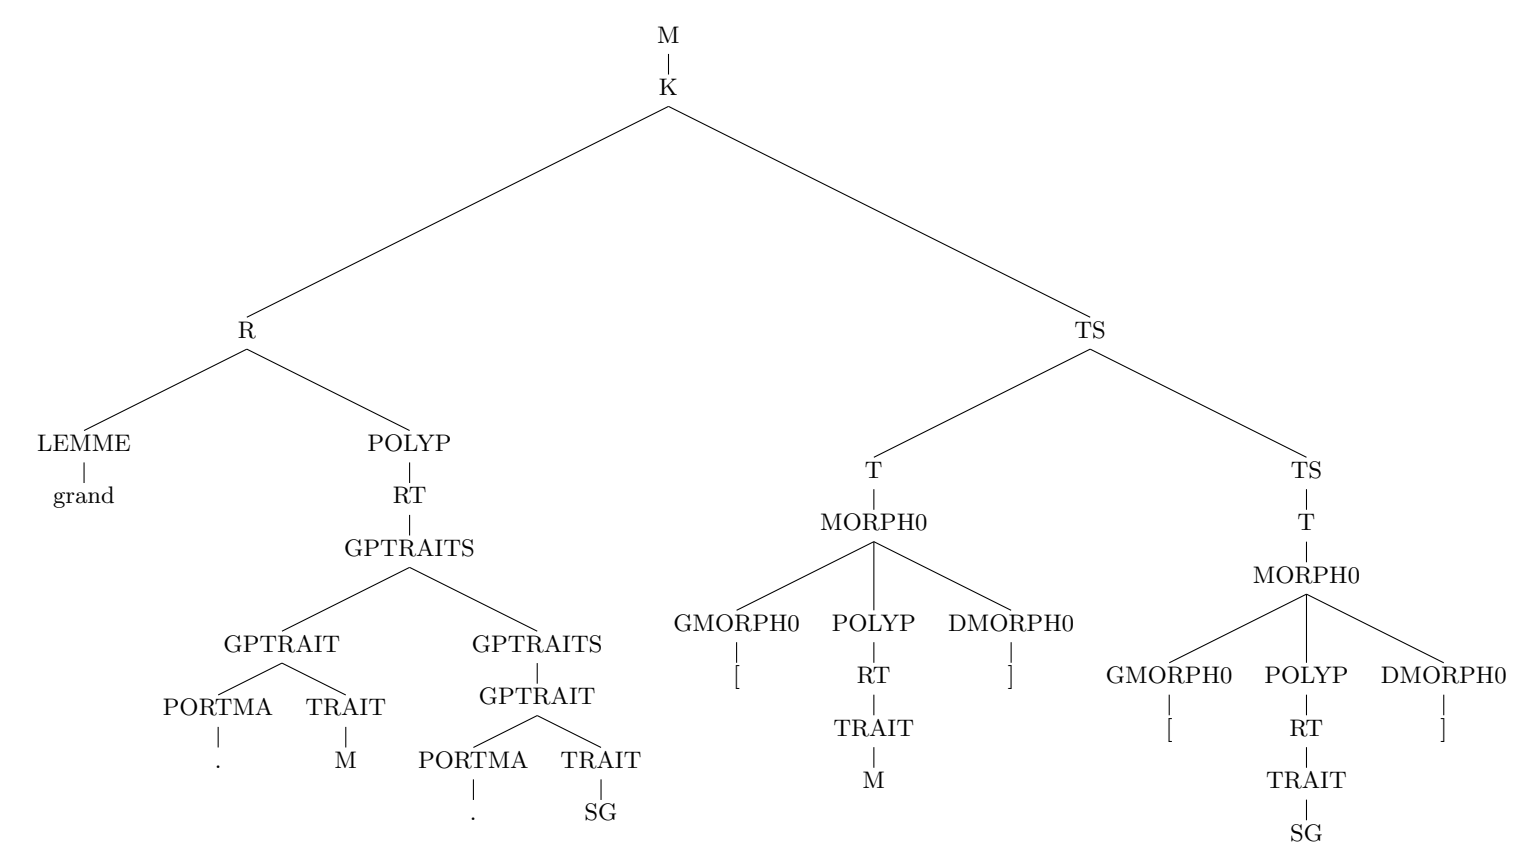 M
K
R TS
LEMME POLYP
T TS
grand RT
MORPH0 T
GPTRAITS
MORPH0
GMORPH0 POLYP DMORPH0
GPTRAIT GPTRAITS
[ RT ] GMORPH0 POLYP DMORPH0
GPTRAIT
PORTMA TRAIT
TRAIT [ RT ]
. M PORTMA TRAIT
M TRAIT
. SG
SG